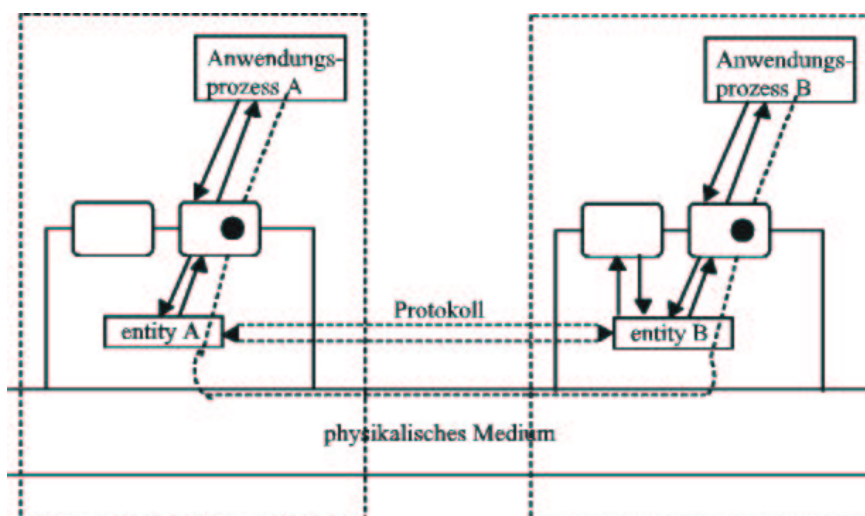 Anwendungs-
prozess A
Anwendungs-
prozess B
Protokoll
entity A
entity B
physikalisches Medium